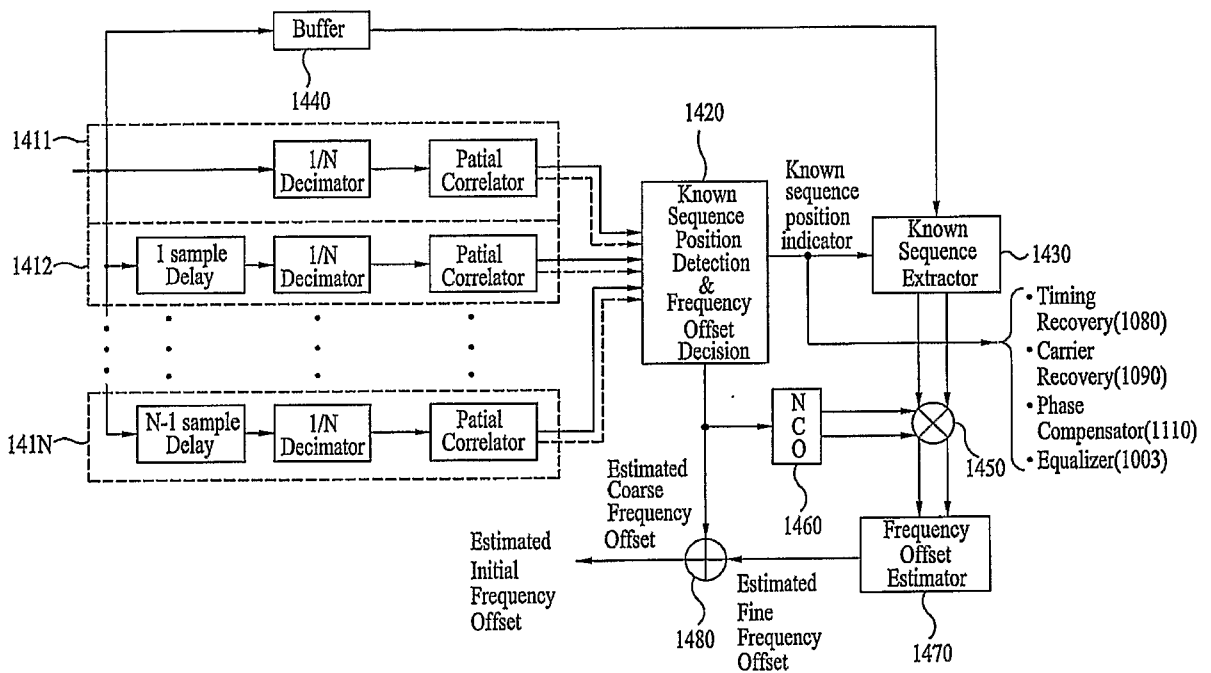 Buffer
1440
1411
1/N
Decimator
Patial
Correlator
1412
1 sample
Delay
1/N
Decimator
Patial
Correlator
141N
N-1 sample
Delay
1/N
Decimator
Patial
Correlator
1420
Known
Sequence
Position
Detection
&
Frequency
Offset
Decision
Known
sequence
position
indicator
Known
Sequence
Extractor
1430
• Timing
Recovery(1080)
• Carrier
Recovery(1090)
• Phase
Compensator(1110)
• Equalizer(1003)
N
C
O
1460
1450
Estimated
Coarse
Frequency
Offset
Estimated
Initial
Frequency
Offset
1480
Estimated
Fine
Frequency
Offset
Frequency
Offset
Estimator
1470